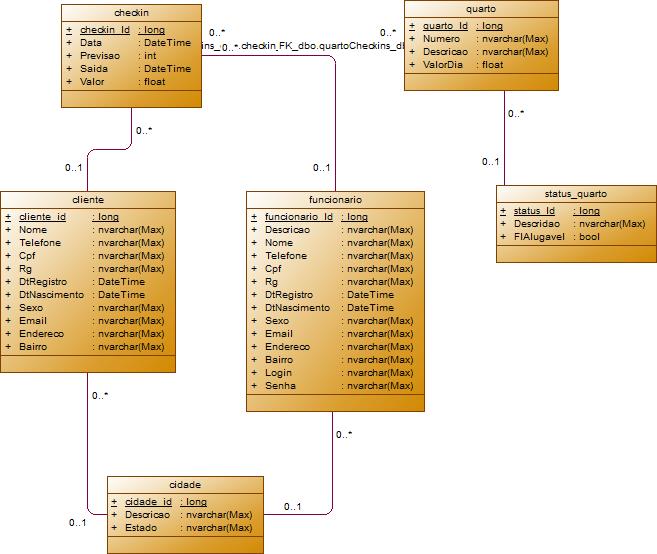 checkin
+ checkin_Id : long
+ Data : DateTime
+ Previsao : int
+ Saida : DateTime
+ Valor : float
0..*
0..*
0..*.checkin_FK_dbo.quartoCheckins_
quarto
+ quarto_Id : long
+ Numero : nvarchar(Max)
+ Descricao : nvarchar(Max)
+ ValorDia : float
0..*
0..*
0..1
0..1
0..1
cliente
+ cliente_id : long
+ Nome : nvarchar(Max)
+ Telefone : nvarchar(Max)
+ Cpf : nvarchar(Max)
+ Rg : nvarchar(Max)
+ DtRegistro : DateTime
+ DtNascimento : DateTime
+ Sexo : nvarchar(Max)
+ Email : nvarchar(Max)
+ Endereco : nvarchar(Max)
+ Bairro : nvarchar(Max)
funcionario
+ funcionario_Id : long
+ Descricao : nvarchar(Max)
+ Nome : nvarchar(Max)
+ Telefone : nvarchar(Max)
+ Cpf : nvarchar(Max)
+ Rg : nvarchar(Max)
+ DtRegistro : DateTime
+ DtNascimento : DateTime
+ Sexo : nvarchar(Max)
+ Email : nvarchar(Max)
+ Endereco : nvarchar(Max)
+ Bairro : nvarchar(Max)
+ Login : nvarchar(Max)
+ Senha : nvarchar(Max)
status_quarto
+ status_Id : long
+ Descridao : nvarchar(Max)
+ FlAlugavel : bool
0..*
0..*
0..1
0..1
cidade
+ cidade_id : long
+ Descricao : nvarchar(Max)
+ Estado : nvarchar(Max)